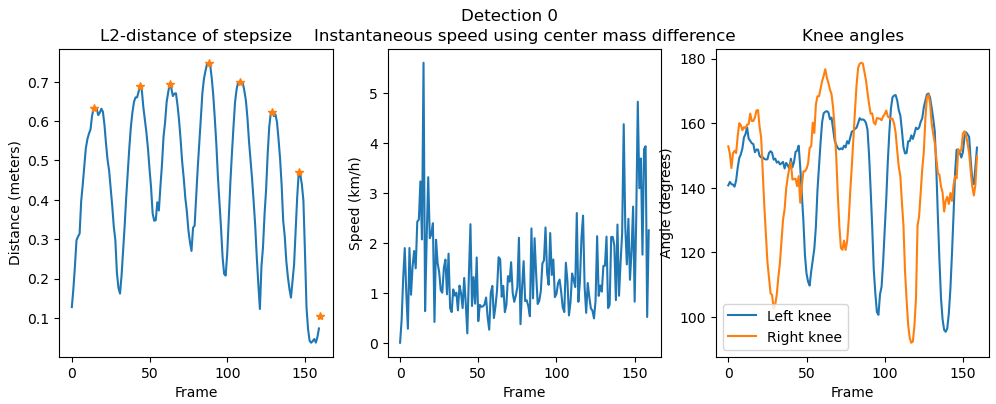 Detection 0
L2-distance of stepsize
Instantaneous speed using center mass difference
Knee angles
Distance (meters)
0.7
0.6
0.5
0.4
0.3
0.2
0.1
0 50 100 150
Frame
Speed (km/h)
5
4
3
2
1
0
0 50 100 150
Frame
Angle (degrees)
180
160
140
120
100
Left knee
Right knee
0 50 100 150
Frame